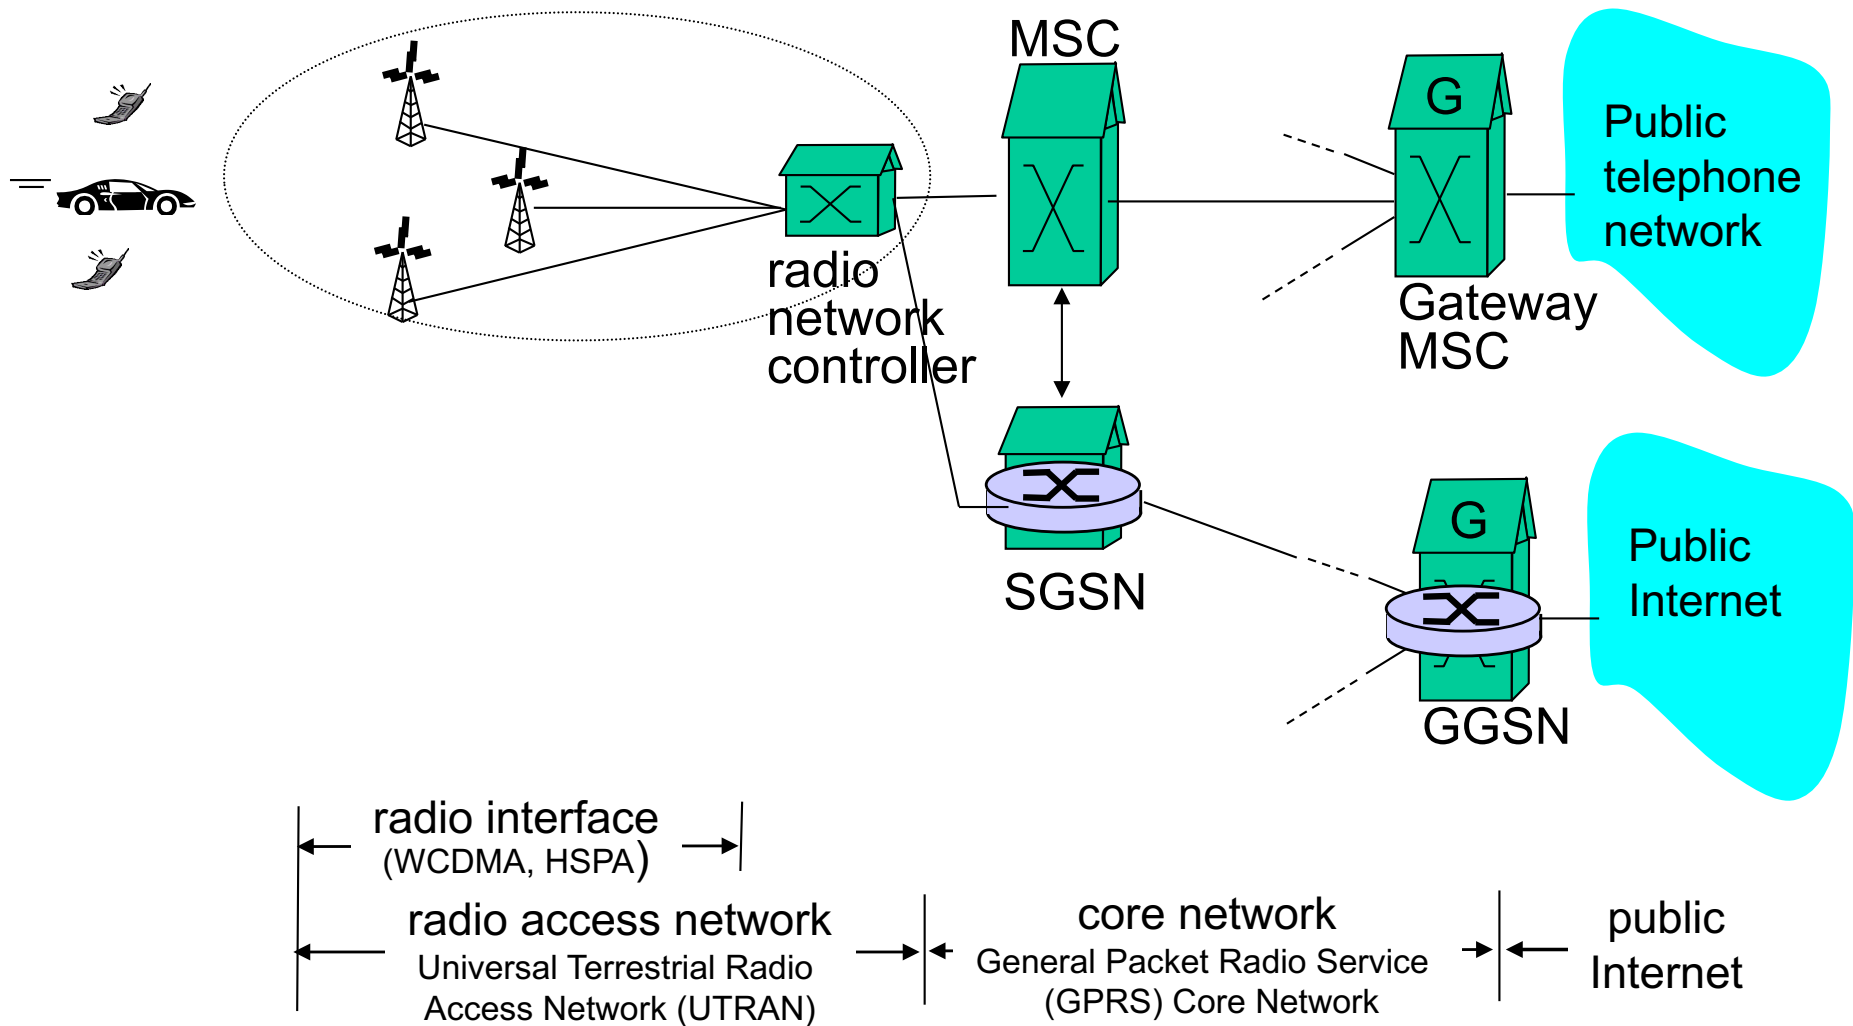 MSC
G
Public
telephone
network
radio
network
controller
Gateway
MSC
SGSN
G
Public
Internet
GGSN
radio interface
(WCDMA, HSPA)
radio access network
Universal Terrestrial Radio
Access Network (UTRAN)
core network
General Packet Radio Service
(GPRS) Core Network
public
Internet